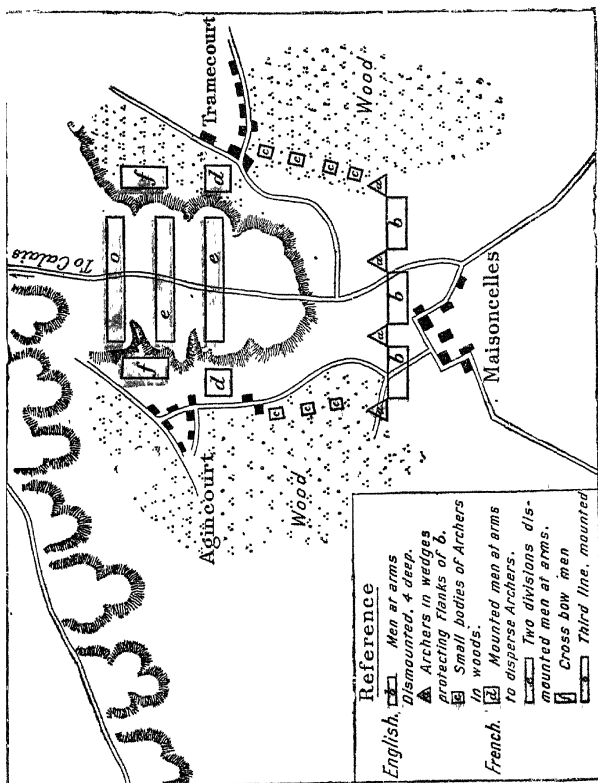 To Calais
Tramecourt
Wood
Agincourt
Wood
Maisoncelles
f
f
o
e
e
d
d
c
c
c
c
c
c
c
a
b
a
b
a
b
a
Reference
English. b Men at arms
Dismounted, 4 deep.
Archers in wedges
protecting Flanks of b.
c Small bodies of Archers
in woods.
French. d Mounted men at arms
to disperse Archers.
Two divisions dis-
mounted men at arms.
f Cross bow men
o Third line, mounted